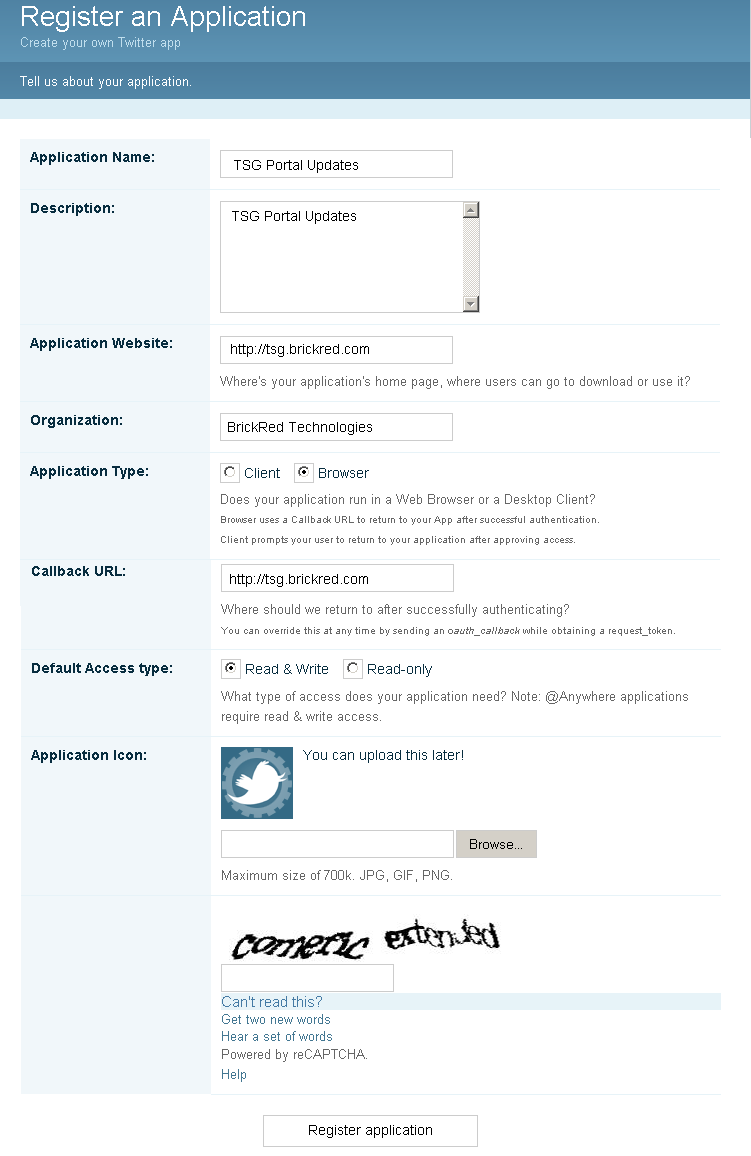 Register an Application
Create your own Twitter app
Tell us about your application.
Application Name:
TSG Portal Updates
Description:
TSG Portal Updates
Application Website:
http://tsg.brickred.com
Where's your application's home page, where users can go to download or use it?
Organization:
BrickRed Technologies
Application Type:
Client Browser
Does your application run in a Web Browser or a Desktop Client?
Browser uses a Callback URL to return to your App after successful authentication.
Client prompts your user to return to your application after approving access.
Callback URL:
http://tsg.brickred.com
Where should we return to after successfully authenticating?
You can override this at any time by sending an oauth_callback while obtaining a request_token.
Default Access type:
Read & Write Read-only
What type of access does your application need? Note: @Anywhere applications
require read & write access.
Application Icon:
You can upload this later!
Browse...
Maximum size of 700k. JPG, GIF, PNG.
cometic extended
Can't read this?
Get two new words
Hear a set of words
Powered by reCAPTCHA.
Help
Register application